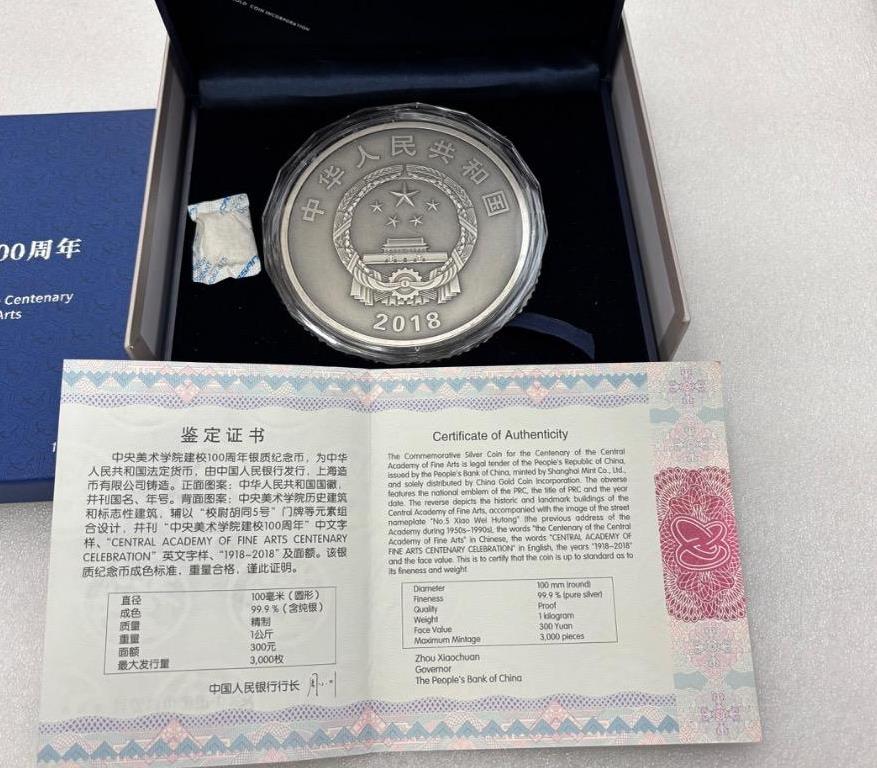 COIN INCORPORATION
中华人民共和国
2018
00周年
Centenary
Arts
鉴定证书
中央美术学院建校100周年银质纪念币，为中华
人民共和国法定货币，由中国人民银行发行，上海造
币有限公司铸造。正面图案：中华人民共和国国徽，
并刊国名、年号。背面图案：中央美术学院历史建筑
和标志性建筑，辅以“校尉胡同5号”门牌等元素组
合设计，并刊“中央美术学院建校100周年”中文字
样、“CENTRAL ACADEMY OF FINE ARTS CENTENARY
CELEBRATION”英文字样、“1918-2018”及面额。该银
质纪念币成色标准，重量合格，谨此证明。
直径 100毫米（圆形）
成色 99.9％（含纯银）
质量 精制
重量 1公斤
面额 300元
最大发行量 3,000枚
中国人民银行行长
Certificate of Authenticity
The Commemorative Silver Coin for the Centenary of the Central
Academy of Fine Arts is legal tender of the People's Republic of China,
issued by the People's Bank of China, minted by Shanghai Mint Co., Ltd.,
and solely distributed by China Gold Coin Incorporation. The obverse
features the national emblem of the PRC, the title of PRC and the year
date. The reverse depicts the historic and landmark buildings of the
Central Academy of Fine Arts, accompanied with the image of the street
nameplate "No.5 Xiao Wei Hutong" (the previous address of the
Academy during 1950s-1990s), the words "the Centenary of the Central
Academy of Fine Arts" in Chinese, the words "CENTRAL ACADEMY OF
FINE ARTS CENTENARY CELEBRATION" in English, the years "1918-2018"
and the face value. This is to certify that the coin is up to standard as to
its fineness and weight.
Diameter 100 mm (round)
Fineness 99.9 % (pure silver)
Quality Proof
Weight 1 kilogram
Face Value 300 Yuan
Maximum Mintage 3,000 pieces
Zhou Xiaochuan
Governor
The People's Bank of China